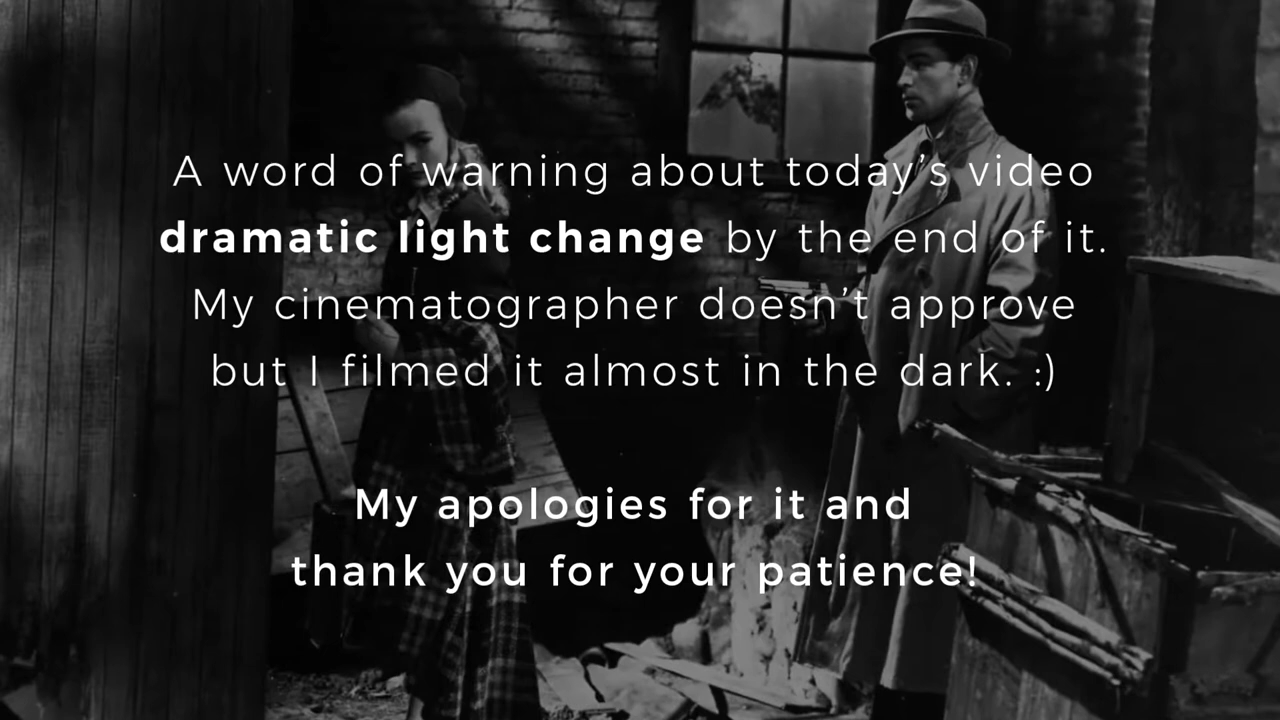 A word of warning about today’s video
dramatic light change by the end of it.
My cinematographer doesn’t approve
but I filmed it almost in the dark. :)
My apologies for it and
thank you for your patience!